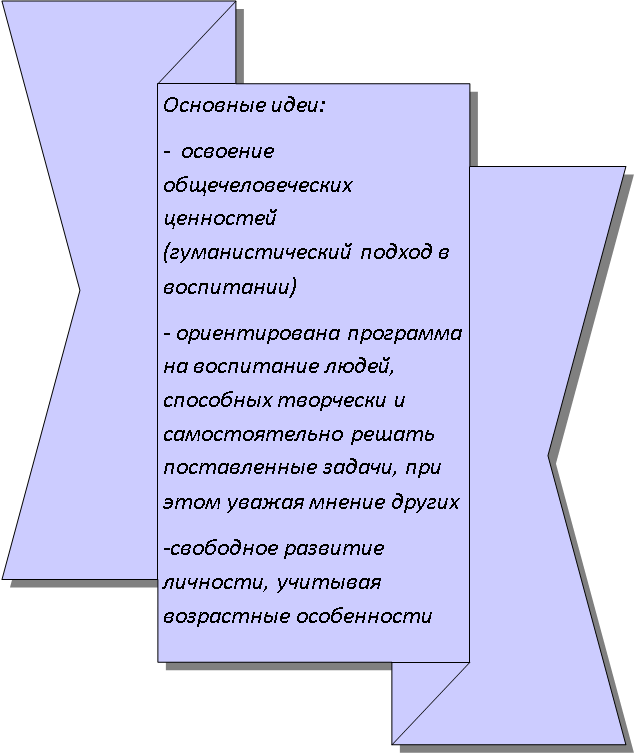 Основные идеи:
- освоение
общечеловеческих
ценностей
(гуманистический подход в
воспитании)
- ориентирована программа
на воспитание людей,
способных творчески и
самостоятельно решать
поставленные задачи, при
этом уважая мнение других
-свободное развитие
личности, учитывая
возрастные особенности